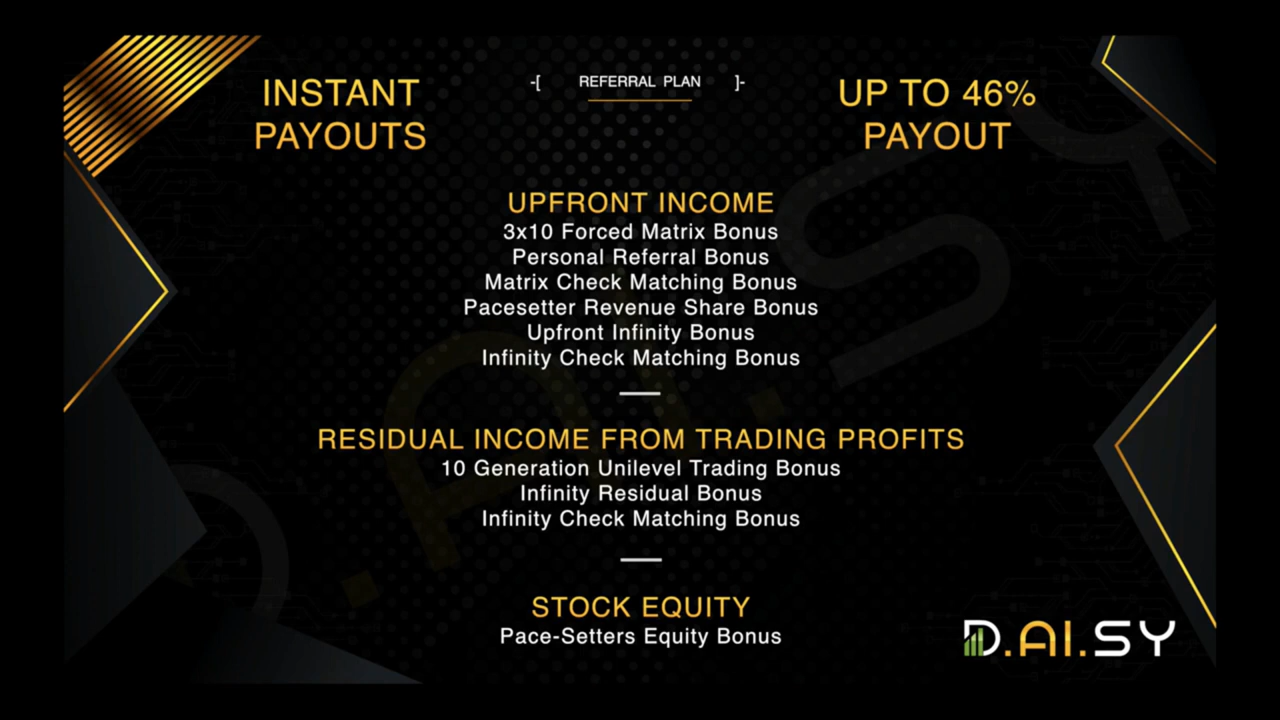 INSTANT
PAYOUTS
-[ REFERRAL PLAN ]-
UP TO 46%
PAYOUT
UPFRONT INCOME
3x10 Forced Matrix Bonus
Personal Referral Bonus
Matrix Check Matching Bonus
Pacesetter Revenue Share Bonus
Upfront Infinity Bonus
Infinity Check Matching Bonus
RESIDUAL INCOME FROM TRADING PROFITS
10 Generation Unilevel Trading Bonus
Infinity Residual Bonus
Infinity Check Matching Bonus
STOCK EQUITY
Pace-Setters Equity Bonus
D.AI.SY